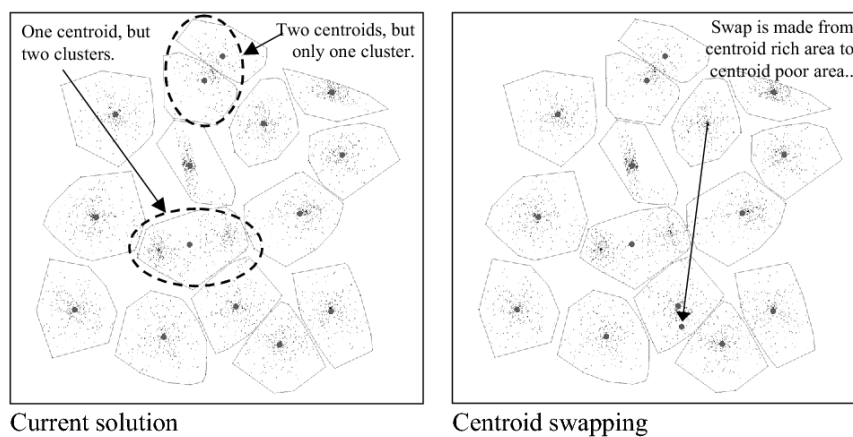 One centroid, but
two clusters.
Two centroids, but
only one cluster.
Swap is made from
centroid rich area to
centroid poor area..
Current solution
Centroid swapping